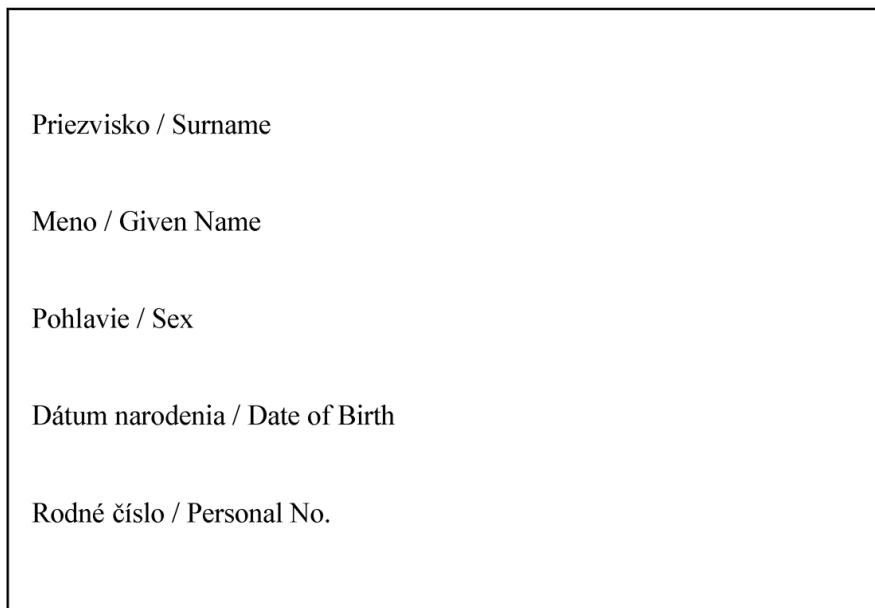 Priezvisko / Surname
Meno / Given Name
Pohlavie / Sex
Dátum narodenia / Date of Birth
Rodné číslo / Personal No.